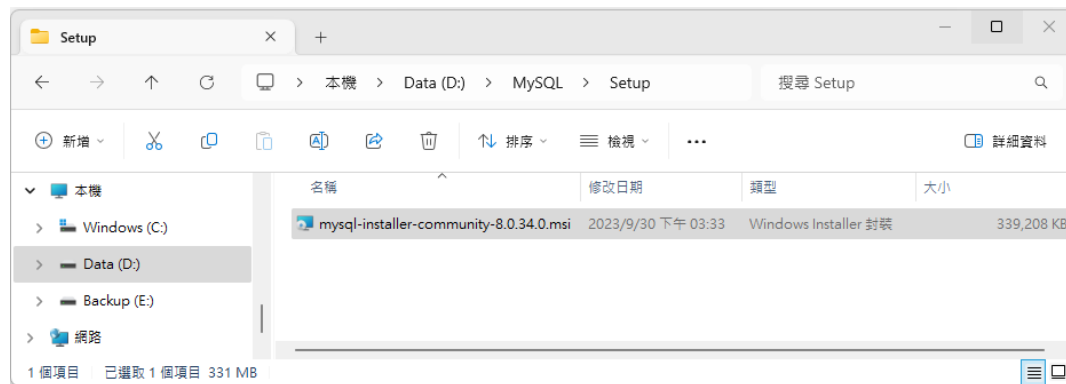 Setup
本機 > Data (D:) > MySQL > Setup
搜尋 Setup
新增
排序
檢視
詳細資料
本機
Windows (C:)
Data (D:)
Backup (E:)
網路
名稱 修改日期 類型 大小
mysql-installer-community-8.0.34.0.msi 2023/9/30 下午 03:33 Windows Installer 封裝 339,208 KB
1 個項目 已選取 1 個項目 331 MB